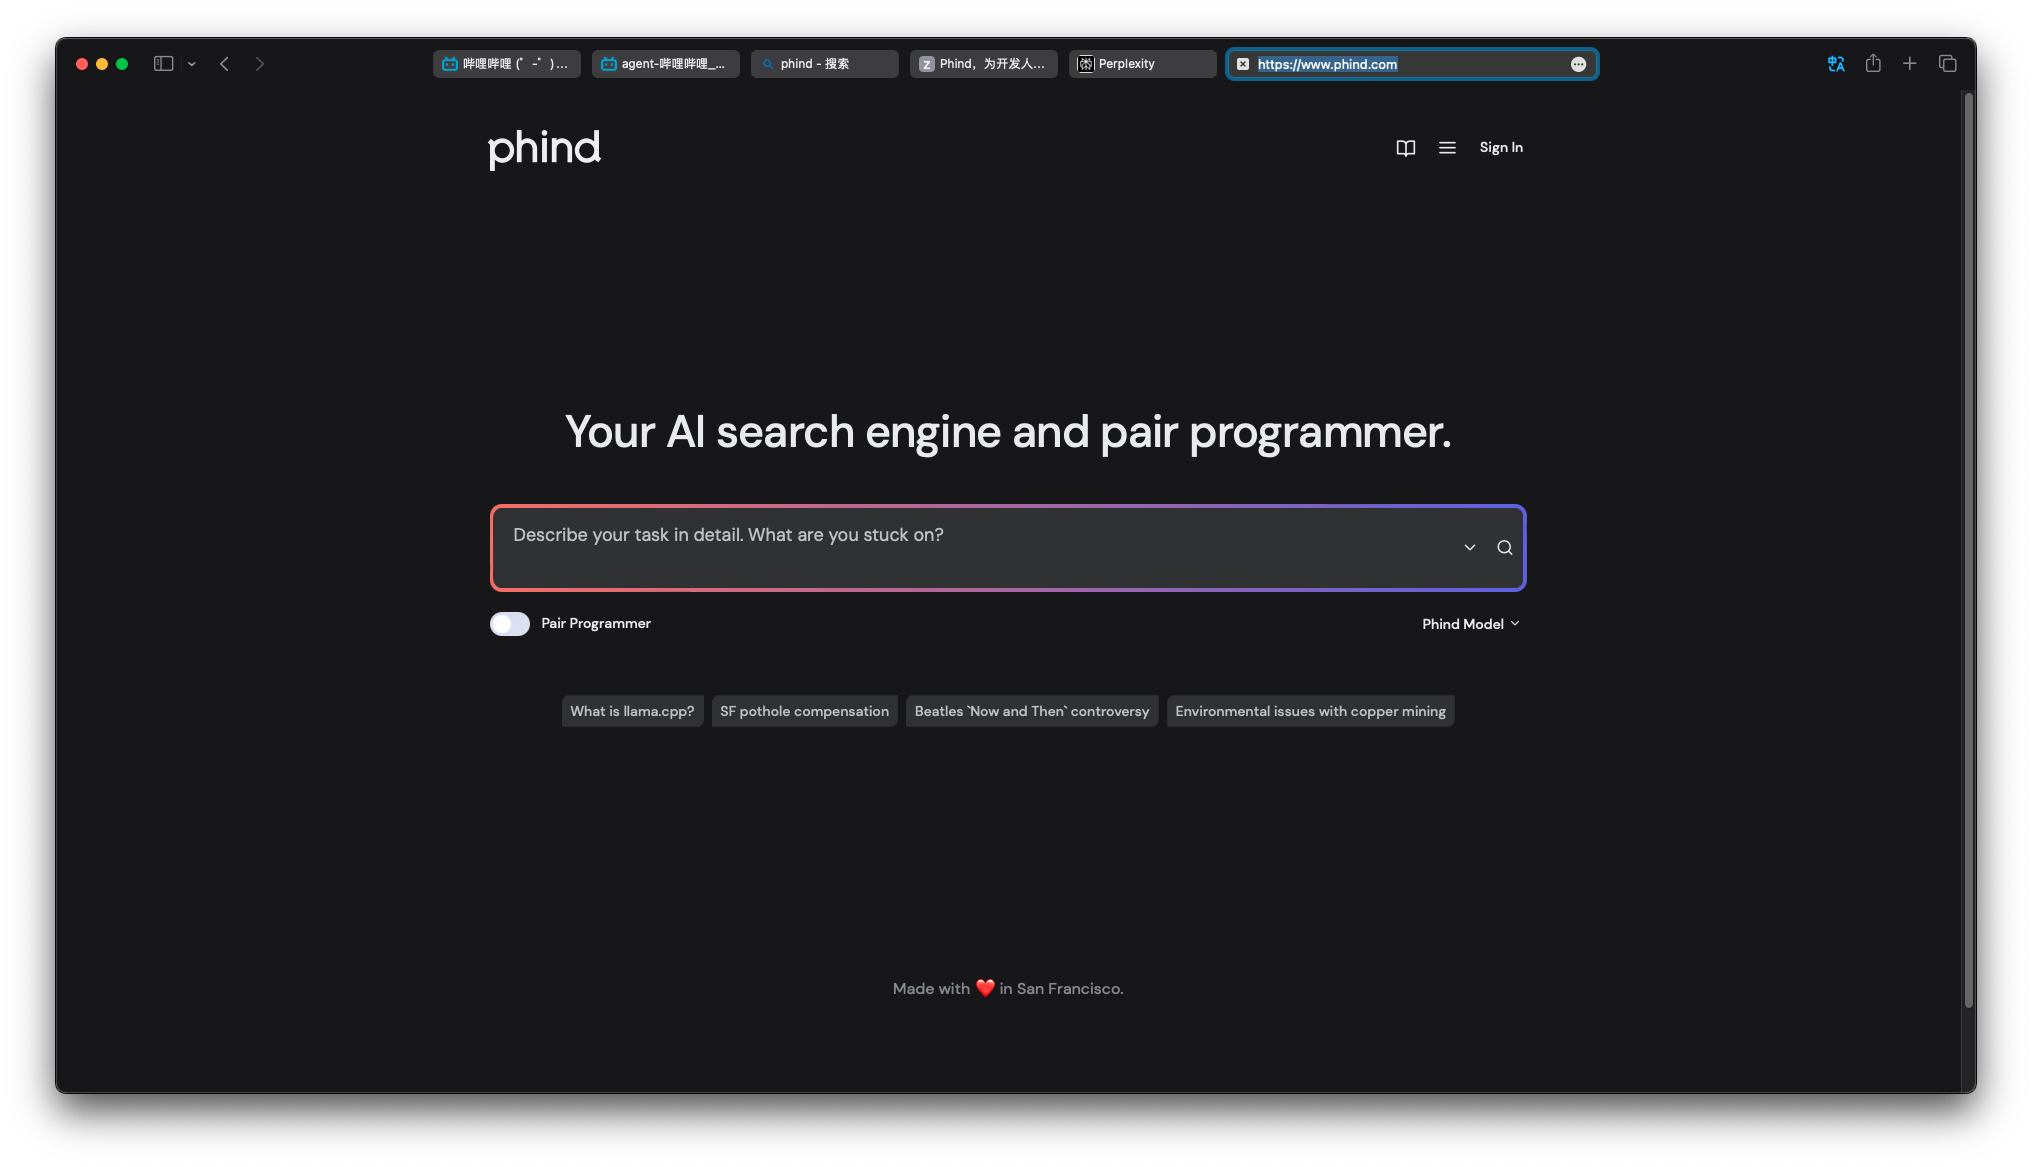 哔哩哔哩 (゜-゜)...
agent-哔哩哔哩_...
phind - 搜索
Z Phind，为开发人...
Perplexity
https://www.phind.com
phind
Sign In
Your AI search engine and pair programmer.
Describe your task in detail. What are you stuck on?
Pair Programmer
Phind Model
What is llama.cpp?
SF pothole compensation
Beatles `Now and Then` controversy
Environmental issues with copper mining
Made with ❤️ in San Francisco.